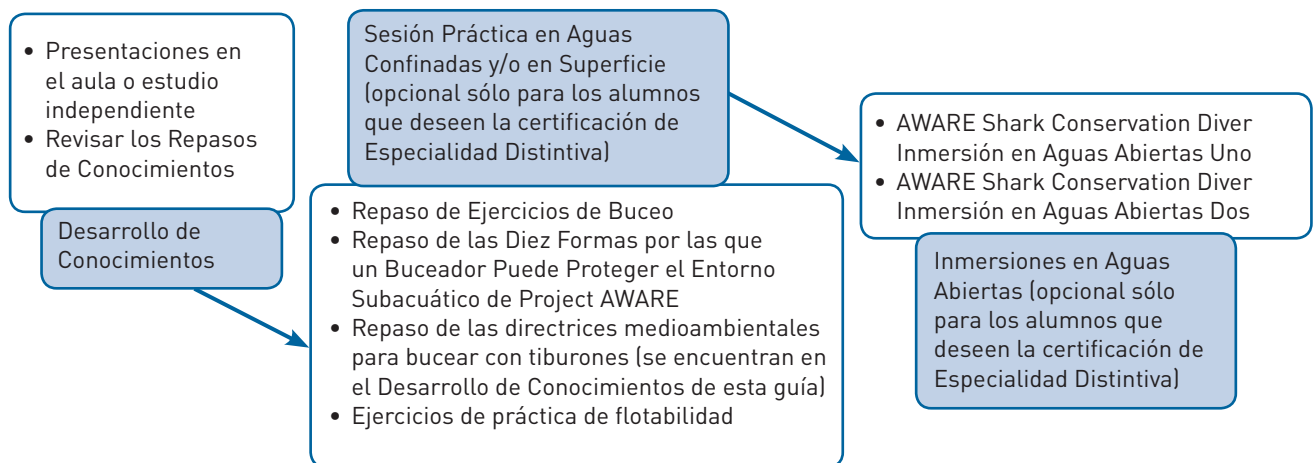 • Presentaciones en
el aula o estudio
independiente
• Revisar los Repasos
de Conocimientos
Desarrollo de
Conocimientos
Sesión Práctica en Aguas
Confinadas y/o en Superficie
(opcional sólo para los alumnos
que deseen la certificación de
Especialidad Distintiva)
• Repaso de Ejercicios de Buceo
• Repaso de las Diez Formas por las que
un Buceador Puede Proteger el Entorno
Subacuático de Project AWARE
• Repaso de las directrices medioambientales
para bucear con tiburones (se encuentran en
el Desarrollo de Conocimientos de esta guía)
• Ejercicios de práctica de flotabilidad
• AWARE Shark Conservation Diver
Inmersión en Aguas Abiertas Uno
• AWARE Shark Conservation Diver
Inmersión en Aguas Abiertas Dos
Inmersiones en Aguas
Abiertas (opcional sólo
para los alumnos que
deseen la certificación de
Especialidad Distintiva)